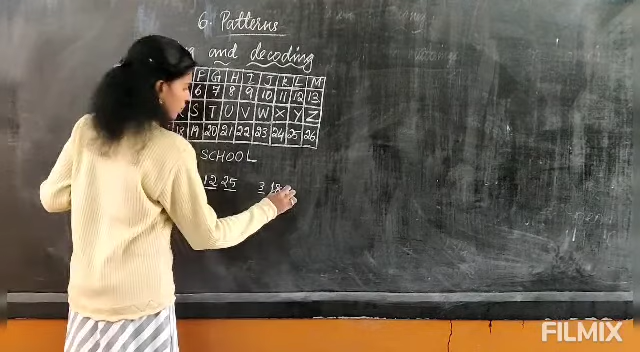 6. Patterns
and decoding
F G H I J K L M
6 7 8 9 10 11 12 13
S T U V W X Y Z
19 20 21 22 23 24 25 26
SCHOOL
12 25 3 18
FILMIX